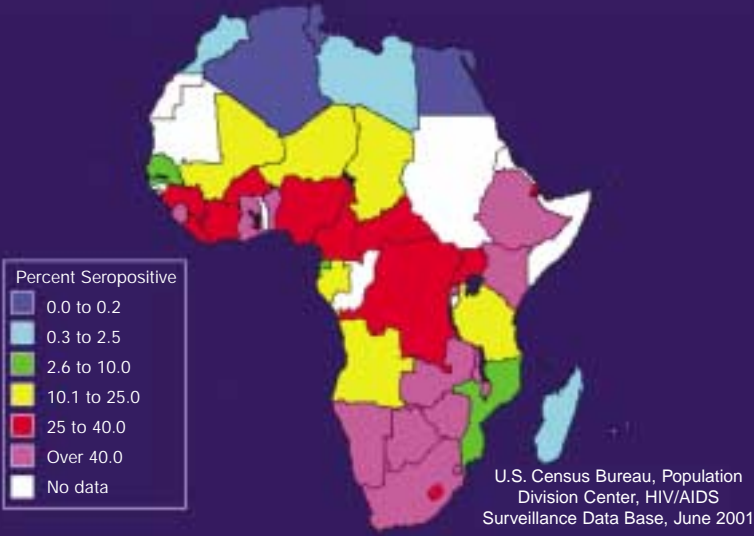 Percent Seropositive
0.0 to 0.2
0.3 to 2.5
2.6 to 10.0
10.1 to 25.0
25 to 40.0
Over 40.0
No data
U.S. Census Bureau, Population
Division Center, HIV/AIDS
Surveillance Data Base, June 2001